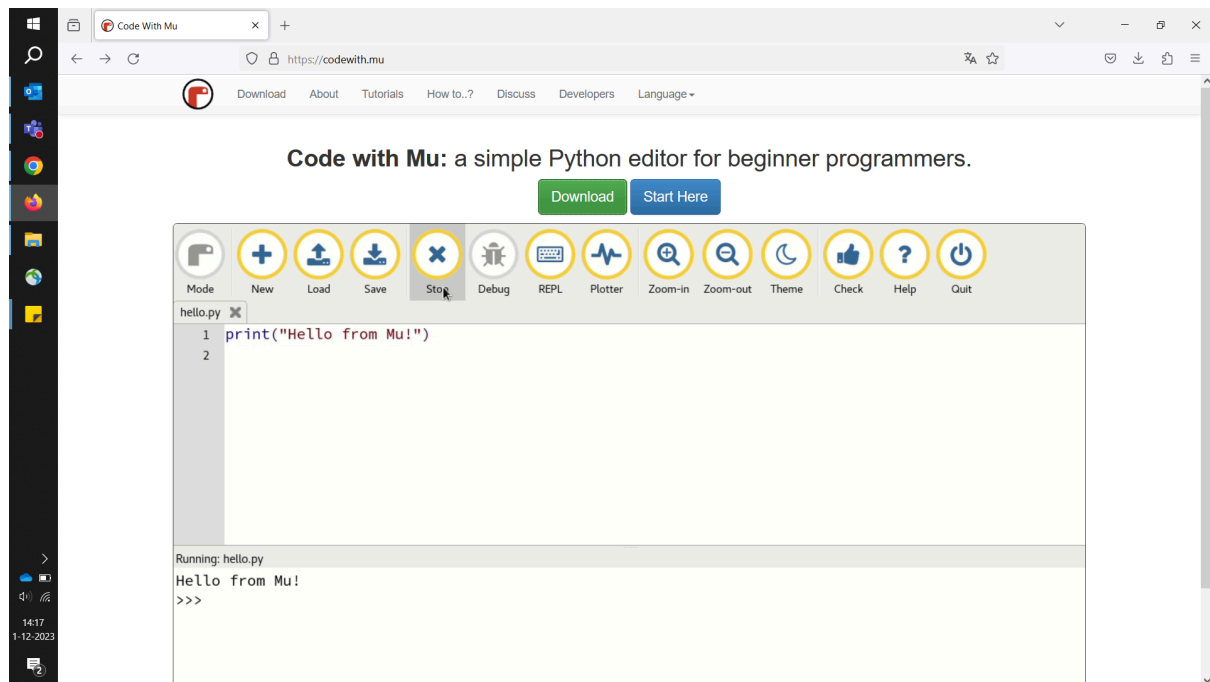 Code With Mu
https://codewith.mu
Download About Tutorials How to..? Discuss Developers Language
Code with Mu: a simple Python editor for beginner programmers.
Download Start Here
Mode New Load Save Stop Debug REPL Plotter Zoom-in Zoom-out Theme Check Help Quit
hello.py
1 print("Hello from Mu!")
2
Running: hello.py
Hello from Mu!
>>>
14:17
1-12-2023
2